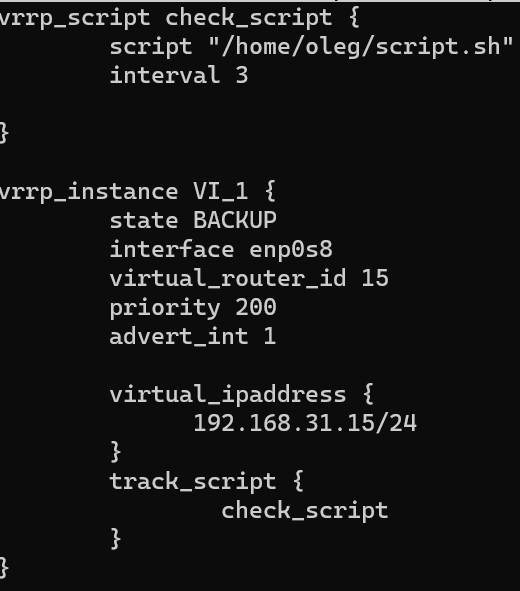 vrrp_script check_script {
        script "/home/oleg/script.sh"
        interval 3
}
vrrp_instance VI_1 {
        state BACKUP
        interface enp0s8
        virtual_router_id 15
        priority 200
        advert_int 1
        virtual_ipaddress {
              192.168.31.15/24
        }
        track_script {
                check_script
        }
}